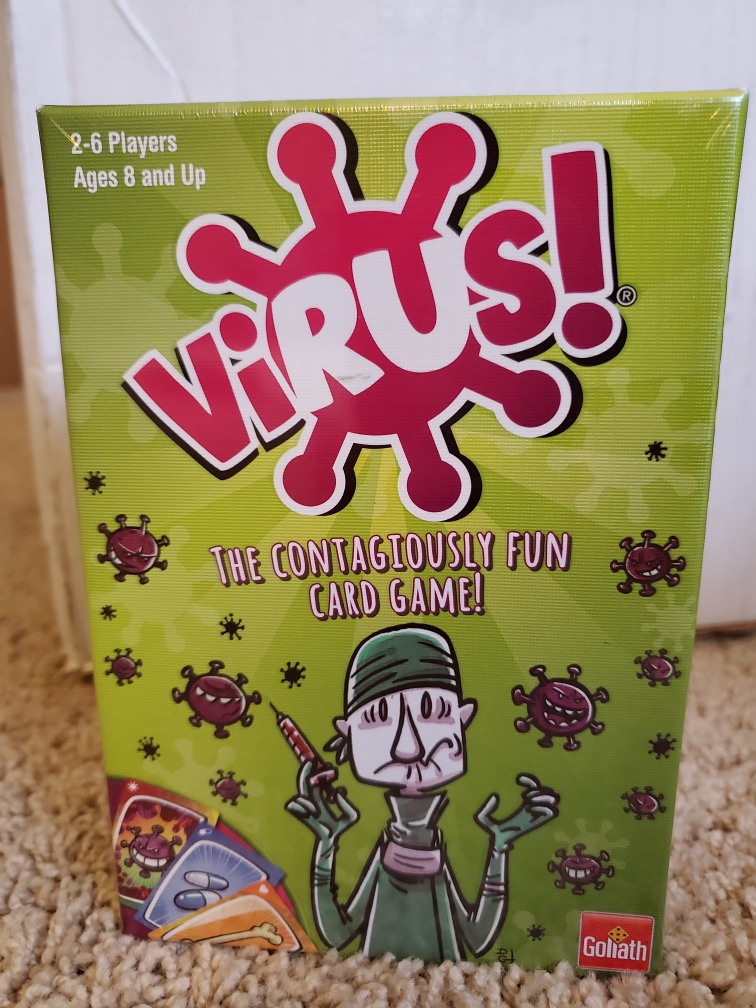 2-6 Players
Ages 8 and Up
ViRUS!®
THE CONTAGIOUSLY FUN
CARD GAME!
Goliath